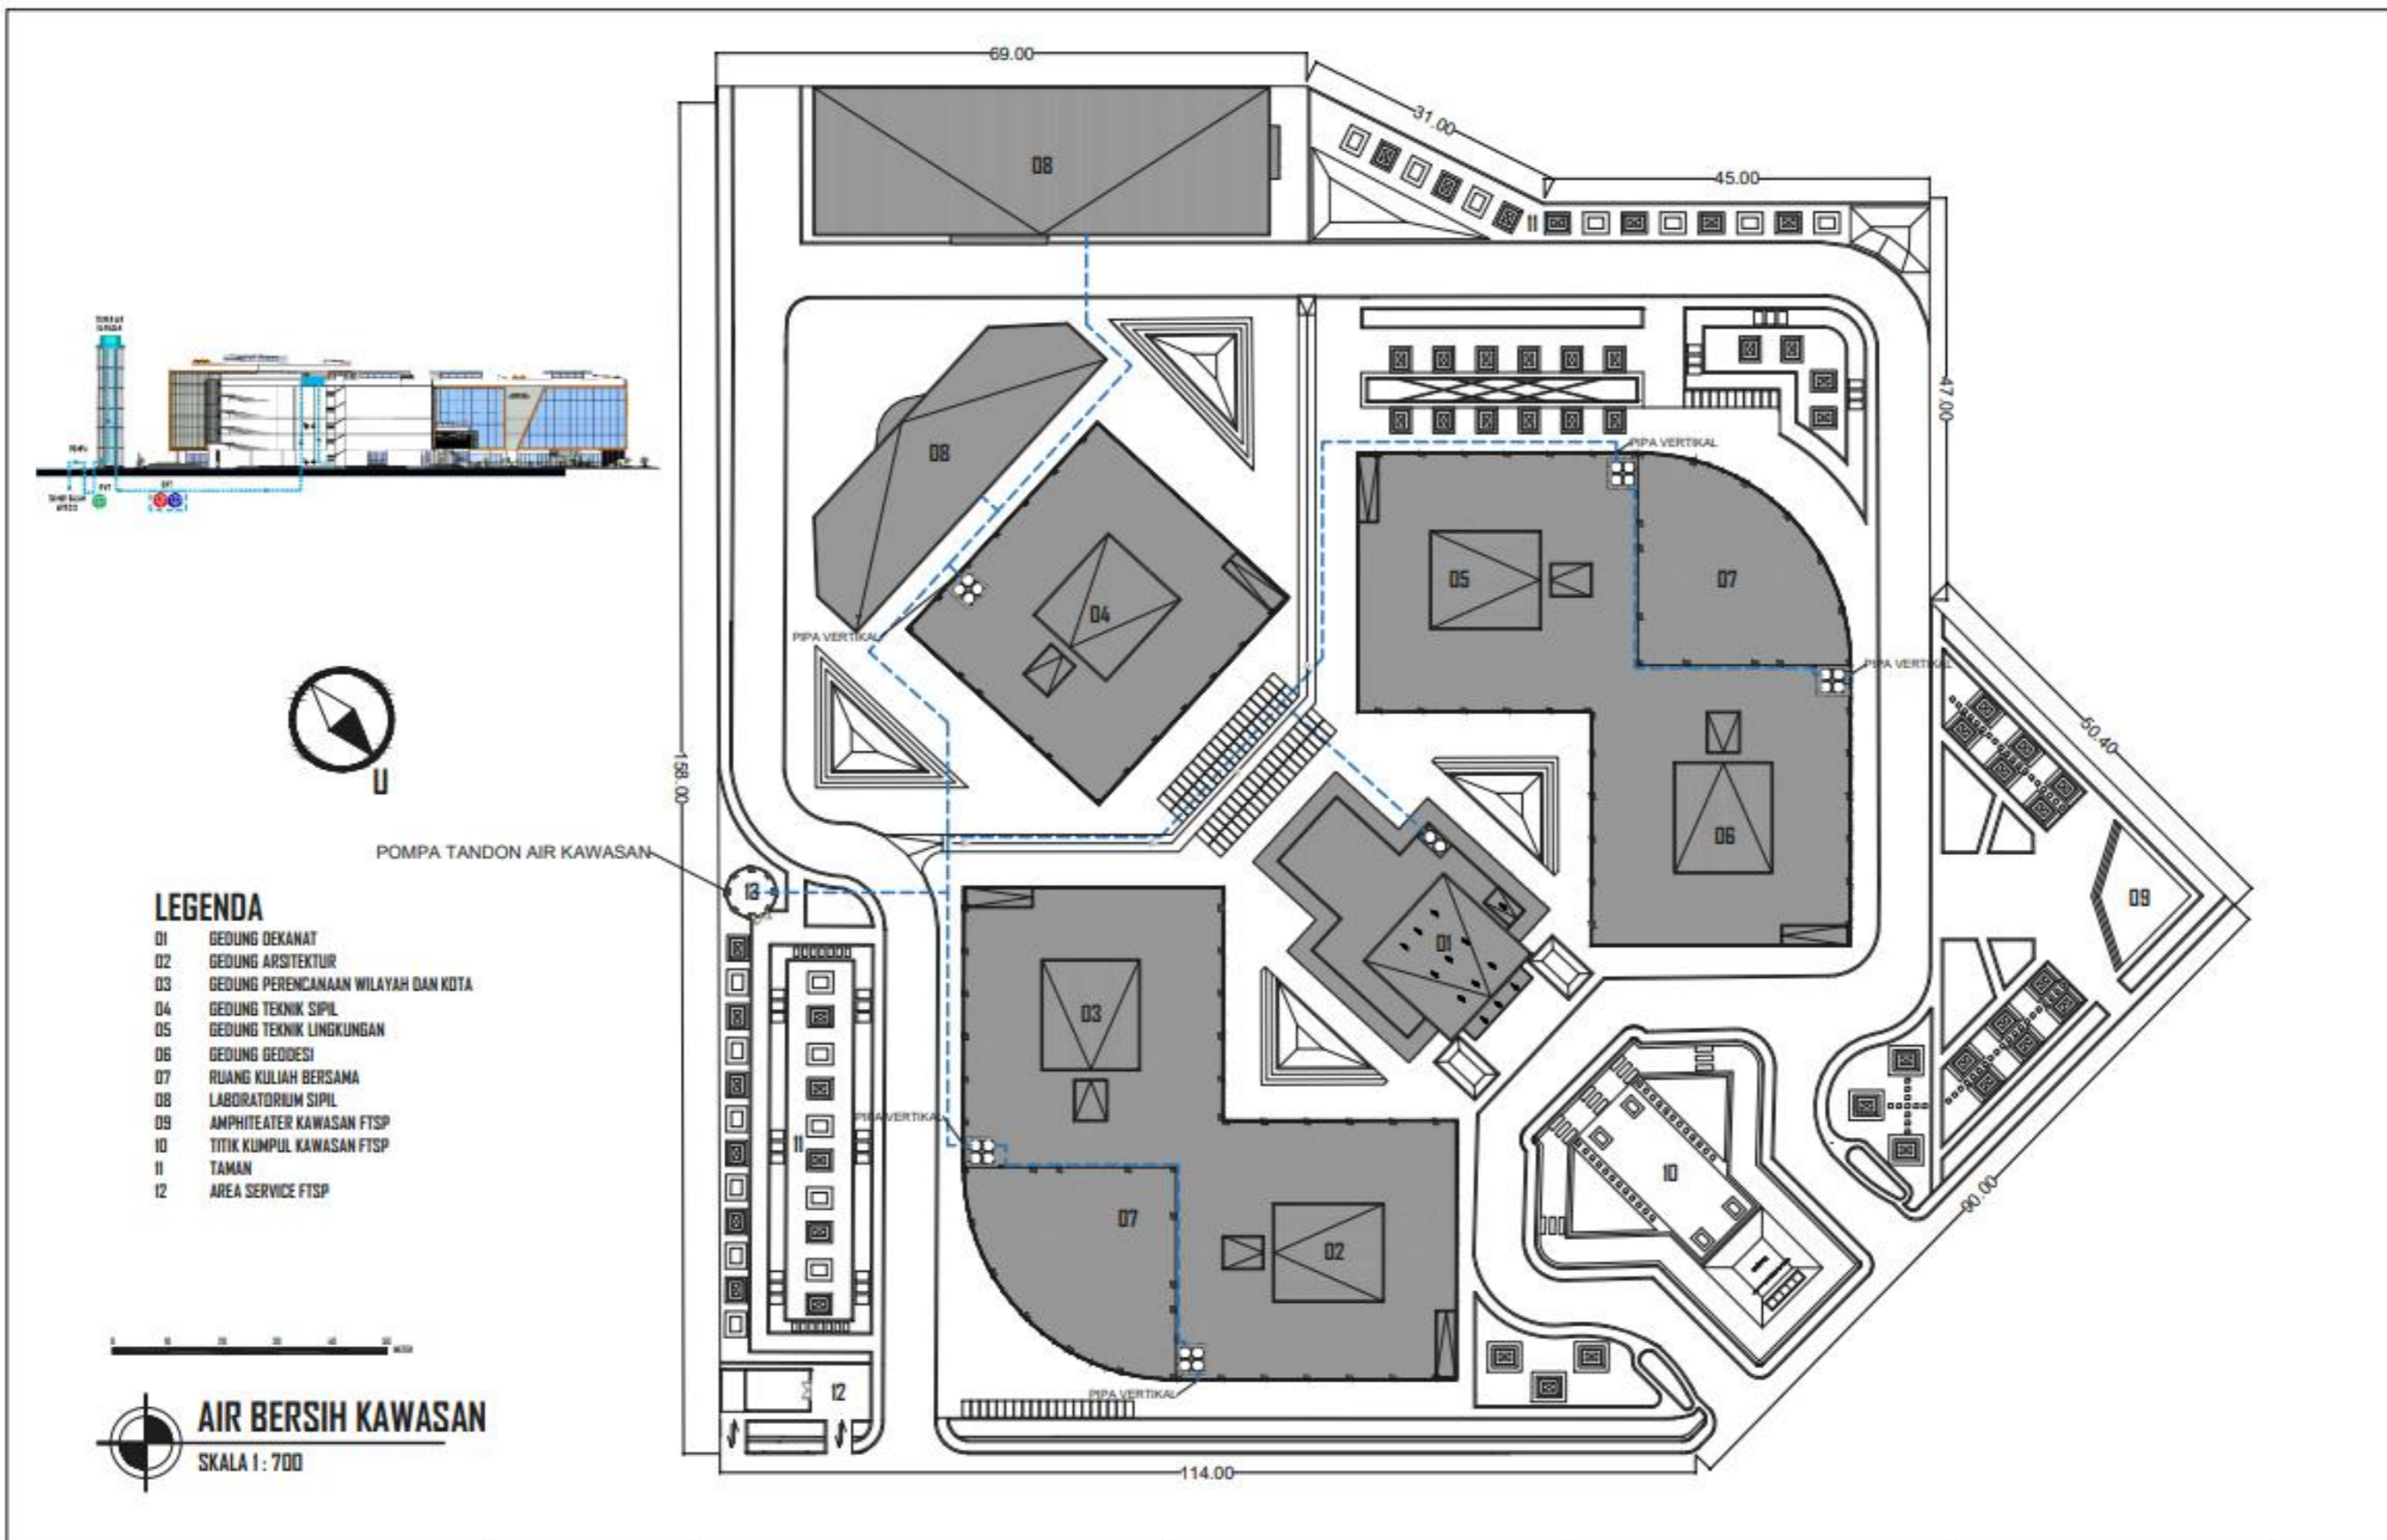 69.00
31.00
45.00
47.00
50.40
90.00
114.00
158.00
08
11
08
04
PIPA VERTIKAL
05
07
PIPA VERTIKAL
PIPA VERTIKAL
06
09
01
03
PIPA VERTIKAL
11
07
02
10
PIPA VERTIKAL
12
13
POMPA TANDON AIR KAWASAN
U
LEGENDA
01 GEDUNG DEKANAT
02 GEDUNG ARSITEKTUR
03 GEDUNG PERENCANAAN WILAYAH DAN KOTA
04 GEDUNG TEKNIK SIPIL
05 GEDUNG TEKNIK LINGKUNGAN
06 GEDUNG GEODESI
07 RUANG KULIAH BERSAMA
08 LABORATORIUM SIPIL
09 AMPHITEATER KAWASAN FTSP
10 TITIK KUMPUL KAWASAN FTSP
11 TAMAN
12 AREA SERVICE FTSP
AIR BERSIH KAWASAN
SKALA 1 : 700